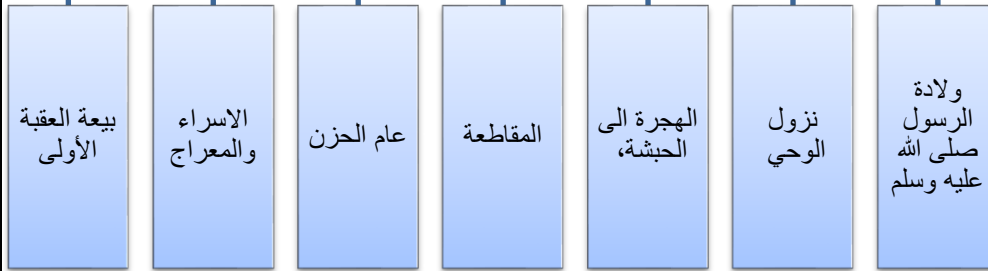 ولادة
الرسول
صلى الله
عليه وسلم
نزول
الوحي
الهجرة الى
الحبشة،
المقاطعة
عام الحزن
الاسراء
والمعراج
بيعة العقبة
الأولى